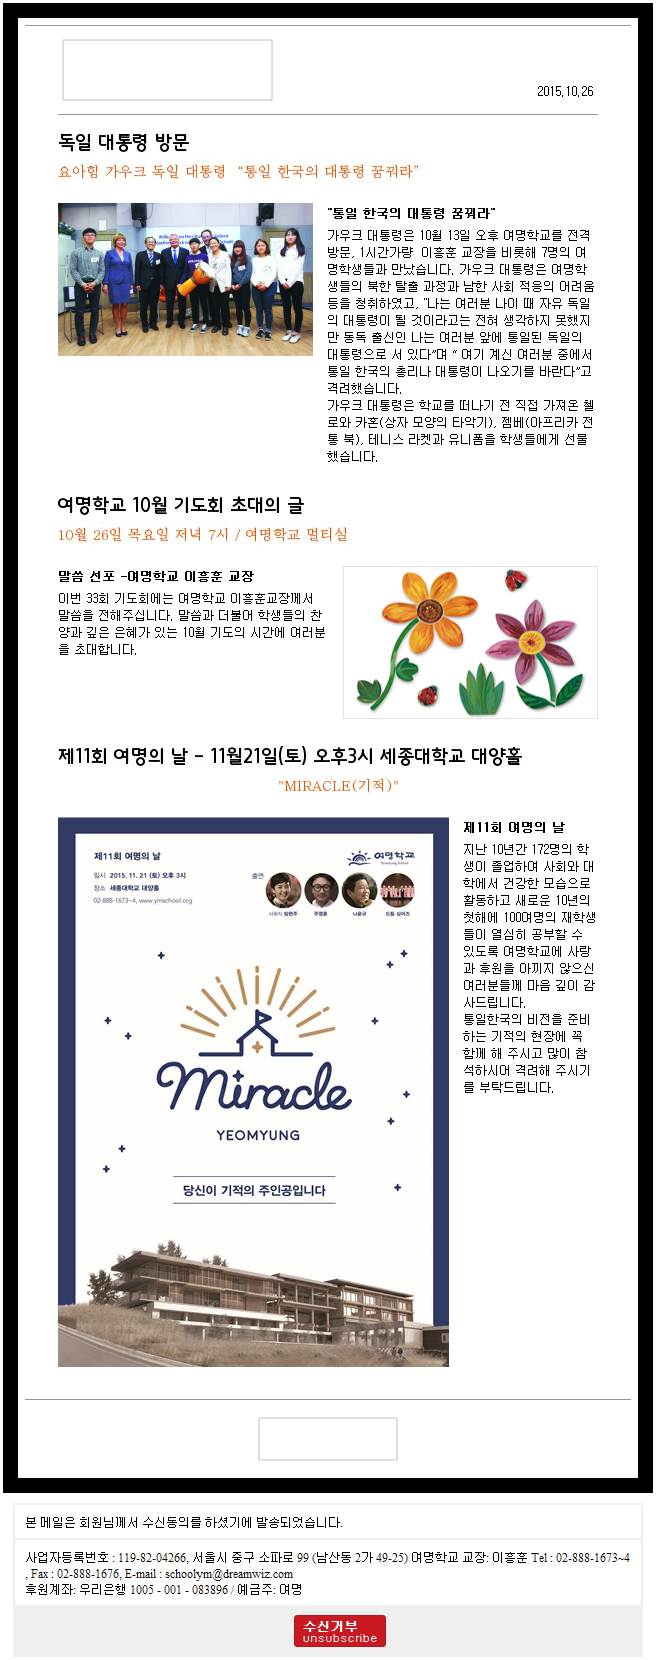 2015.10.26
독일 대통령 방문
요아힘 가우크 독일 대통령 “통일 한국의 대통령 꿈꿔라”
"통일 한국의 대통령 꿈꿔라"
가우크 대통령은 10월 13일 오후 여명학교를 전격
방문, 1시간가량 이흥훈 교장을 비롯해 7명의 여
명학생들과 만났습니다. 가우크 대통령은 여명학
생들의 북한 탈출 과정과 남한 사회 적응의 어려움
등을 청취하였고, "나는 여러분 나이 때 자유 독일
의 대통령이 될 것이라고는 전혀 생각하지 못했지
만 동독 출신인 나는 여러분 앞에 통일된 독일의
대통령으로 서 있다”며 “ 여기 계신 여러분 중에서
통일 한국의 총리나 대통령이 나오기를 바란다”고
격려했습니다.
가우크 대통령은 학교를 떠나기 전 직접 가져온 첼
로와 카혼(상자 모양의 타악기), 젬베(아프리카 전
통 북), 테니스 라켓과 유니폼을 학생들에게 선물
했습니다.
여명학교 10월 기도회 초대의 글
10월 26일 목요일 저녁 7시 / 여명학교 멀티실
말씀 선포 -여명학교 이흥훈 교장
이번 33회 기도회에는 여명학교 이흥훈교장께서
말씀을 전해주십니다. 말씀과 더불어 학생들의 찬
양과 깊은 은혜가 있는 10월 기도의 시간에 여러분
을 초대합니다.
제11회 여명의 날 - 11월21일(토) 오후3시 세종대학교 대양홀
"MIRACLE(기적)"
제11회 여명의 날
여명학교
Yeomyung School
일시 2015. 11. 21 (토) 오후 3시
장소 세종대학교 대양홀
02-888-1673~4, www.ymschool.org
출연
사회자 방현주
주영훈
나윤규
드림 싱어즈
Miracle
YEOMYUNG
당신이 기적의 주인공입니다
제11회 여명의 날
지난 10년간 172명의 학
생이 졸업하여 사회와 대
학에서 건강한 모습으로
활동하고 새로운 10년의
첫해에 100여명의 재학생
들이 열심히 공부할 수
있도록 여명학교에 사랑
과 후원을 아끼지 않으신
여러분들께 마음 깊이 감
사드립니다.
통일한국의 비전을 준비
하는 기적의 현장에 꼭
함께 해 주시고 많이 참
석하시어 격려해 주시기
를 부탁드립니다.
본 메일은 회원님께서 수신동의를 하셨기에 발송되었습니다.
사업자등록번호 : 119-82-04266, 서울시 중구 소파로 99 (남산동 2가 49-25) 여명학교 교장: 이흥훈 Tel : 02-888-1673~4
, Fax : 02-888-1676, E-mail : schoolym@dreamwiz.com
후원계좌: 우리은행 1005 - 001 - 083896 / 예금주: 여명
수신거부
unsubscribe